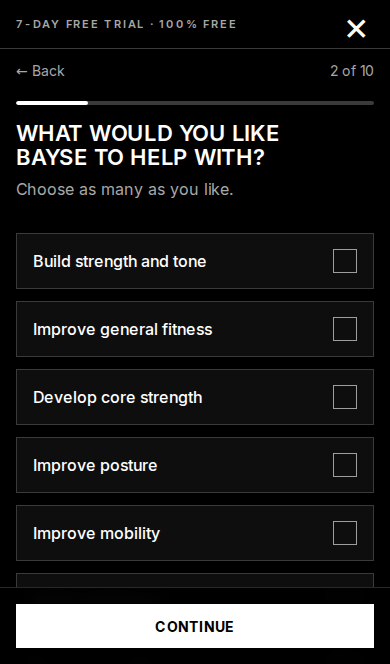 7-DAY FREE TRIAL · 100% FREE
← Back
2 of 10
WHAT WOULD YOU LIKE
BAYSE TO HELP WITH?
Choose as many as you like.
Build strength and tone
Improve general fitness
Develop core strength
Improve posture
Improve mobility
CONTINUE